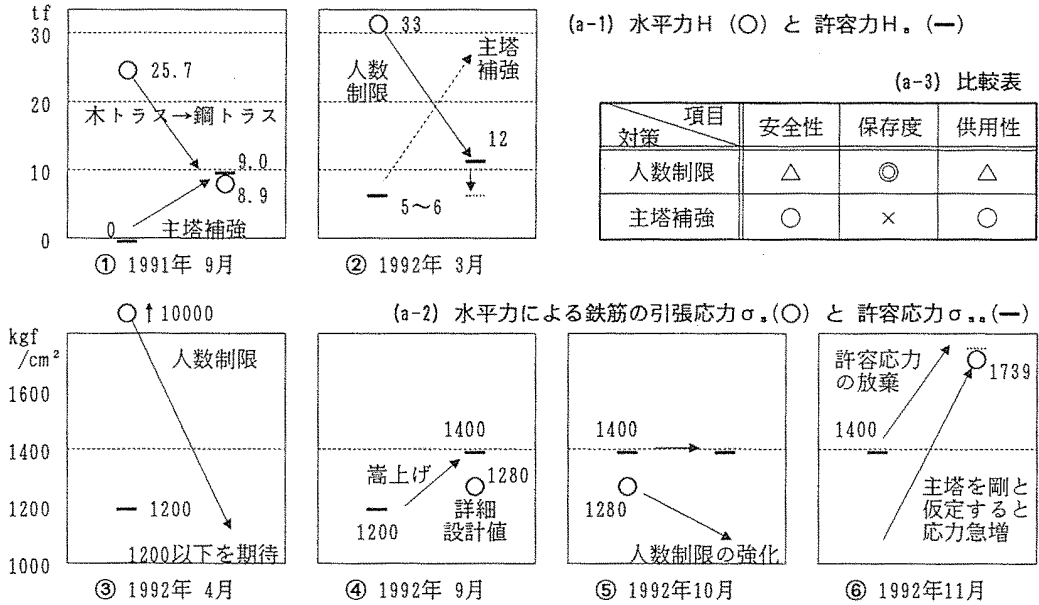 (a-1) 水平力H (○) と 許容力Hₐ (━)
tf
30
20
10
0
25.7
木トラス→鋼トラス
9.0
8.9
0
主塔補強
① 1991年 9月
33
人数
制限
主塔
補強
12
5〜6
② 1992年 3月
(a-3) 比較表
項目
対策
安全性
保存度
供用性
人数制限
△
◎
△
主塔補強
○
×
○
(a-2) 水平力による鉄筋の引張応力σₛ(○) と 許容応力σₛₐ(━)
kgf
/cm²
1600
1400
1200
1000
↑10000
人数制限
1200
1200以下を期待
③ 1992年 4月
1400
嵩上げ
1280
1200
詳細
設計値
④ 1992年 9月
1400
1280
人数制限の強化
⑤ 1992年10月
許容応力
の放棄
1739
1400
主塔を剛と
仮定すると
応力急増
⑥ 1992年11月